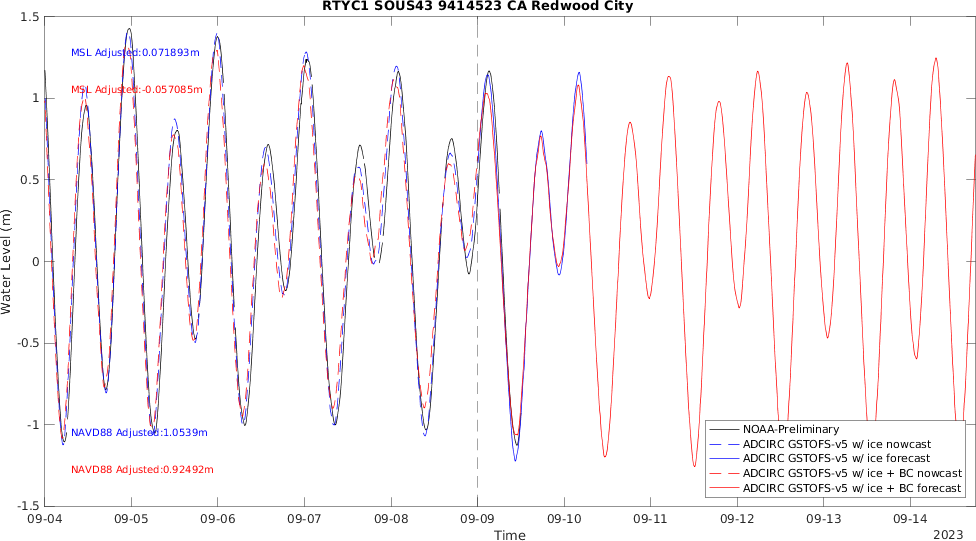 RTYC1 SOUS43 9414523 CA Redwood City
1.5
1
0.5
0
-0.5
-1
-1.5
Water Level (m)
MSL Adjusted:0.071893m
MSL Adjusted:-0.057085m
NAVD88 Adjusted:1.0539m
NAVD88 Adjusted:0.92492m
NOAA-Preliminary
ADCIRC GSTOFS-v5 w/ ice nowcast
ADCIRC GSTOFS-v5 w/ ice forecast
ADCIRC GSTOFS-v5 w/ ice + BC nowcast
ADCIRC GSTOFS-v5 w/ ice + BC forecast
09-04 09-05 09-06 09-07 09-08 09-09 09-10 09-11 09-12 09-13 09-14
Time
2023